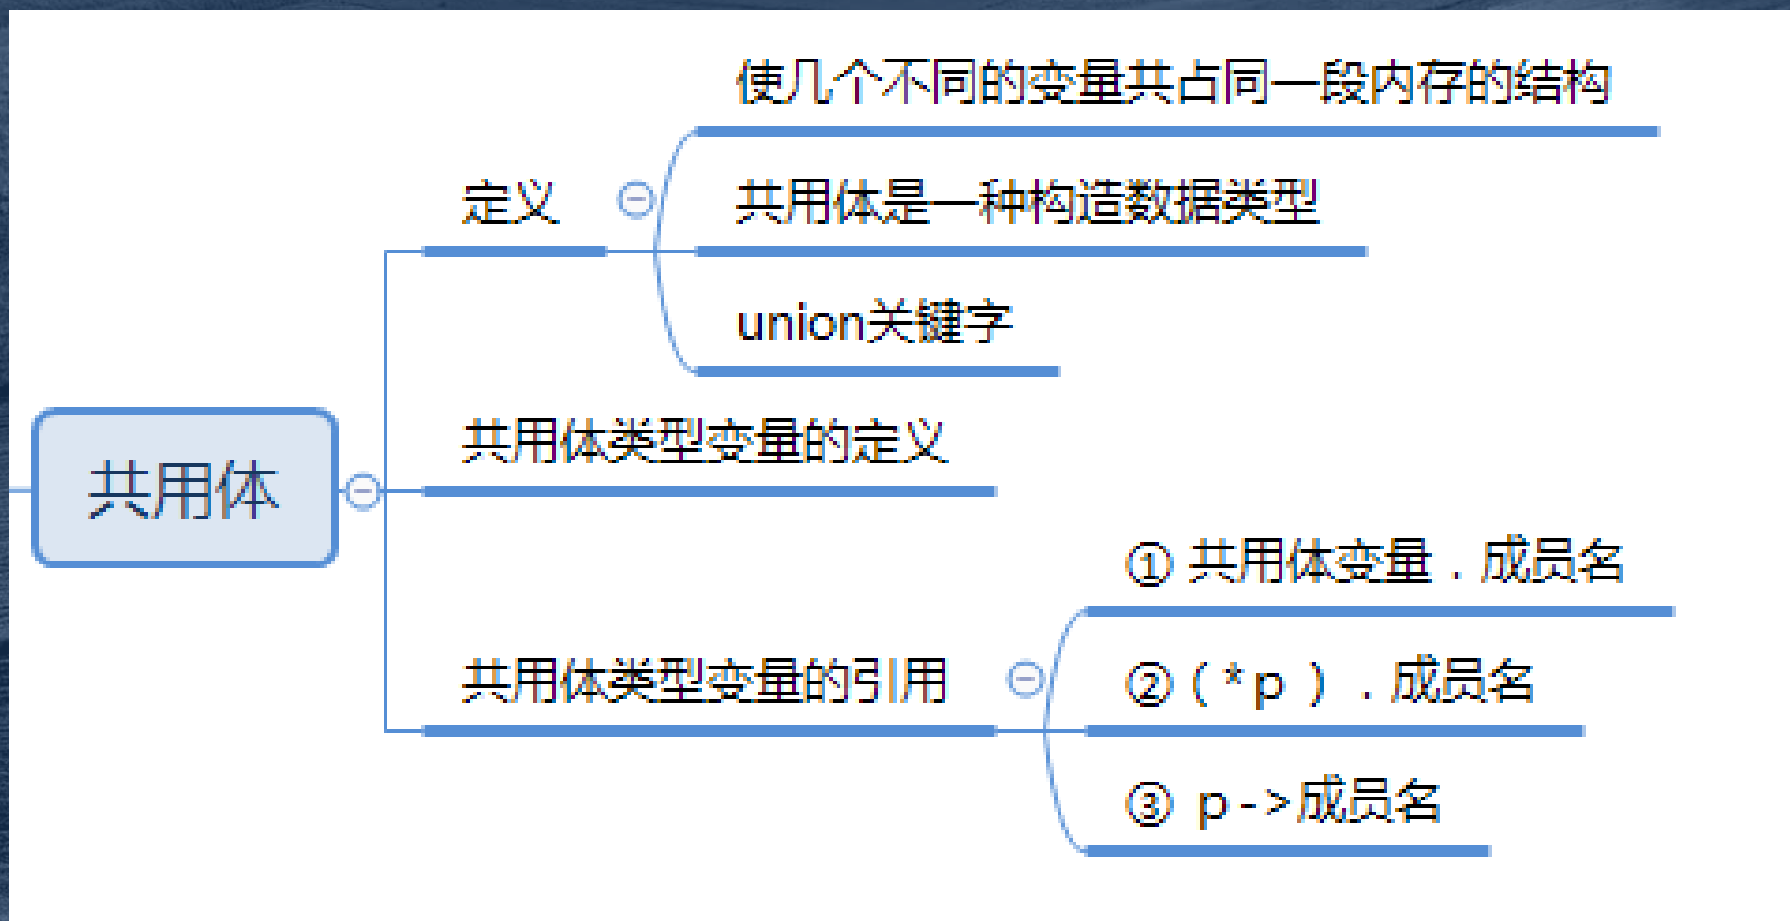 使几个不同的变量共占同一段内存的结构
定义
共用体是一种构造数据类型
union关键字
共用体
共用体类型变量的定义
① 共用体变量．成员名
共用体类型变量的引用
②(*p)．成员名
③ p->成员名